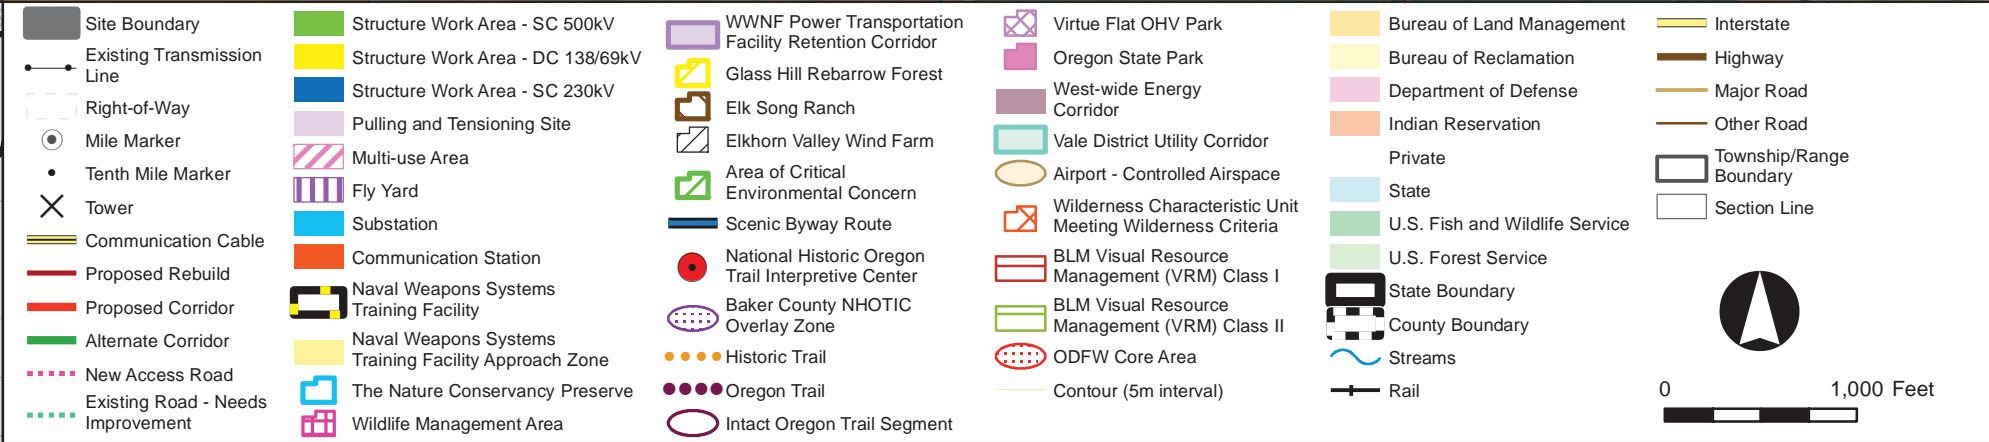 Site Boundary
Existing Transmission
Line
Right-of-Way
Mile Marker
Tenth Mile Marker
Tower
Communication Cable
Proposed Rebuild
Proposed Corridor
Alternate Corridor
New Access Road
Existing Road - Needs
Improvement
Structure Work Area - SC 500kV
Structure Work Area - DC 138/69kV
Structure Work Area - SC 230kV
Pulling and Tensioning Site
Multi-use Area
Fly Yard
Substation
Communication Station
Naval Weapons Systems
Training Facility
Naval Weapons Systems
Training Facility Approach Zone
The Nature Conservancy Preserve
Wildlife Management Area
WWNF Power Transportation
Facility Retention Corridor
Glass Hill Rebarrow Forest
Elk Song Ranch
Elkhorn Valley Wind Farm
Area of Critical
Environmental Concern
Scenic Byway Route
National Historic Oregon
Trail Interpretive Center
Baker County NHOTIC
Overlay Zone
Historic Trail
Oregon Trail
Intact Oregon Trail Segment
Virtue Flat OHV Park
Oregon State Park
West-wide Energy
Corridor
Vale District Utility Corridor
Airport - Controlled Airspace
Wilderness Characteristic Unit
Meeting Wilderness Criteria
BLM Visual Resource
Management (VRM) Class I
BLM Visual Resource
Management (VRM) Class II
ODFW Core Area
Contour (5m interval)
Bureau of Land Management
Bureau of Reclamation
Department of Defense
Indian Reservation
Private
State
U.S. Fish and Wildlife Service
U.S. Forest Service
State Boundary
County Boundary
Streams
Rail
Interstate
Highway
Major Road
Other Road
Township/Range
Boundary
Section Line
0 1,000 Feet